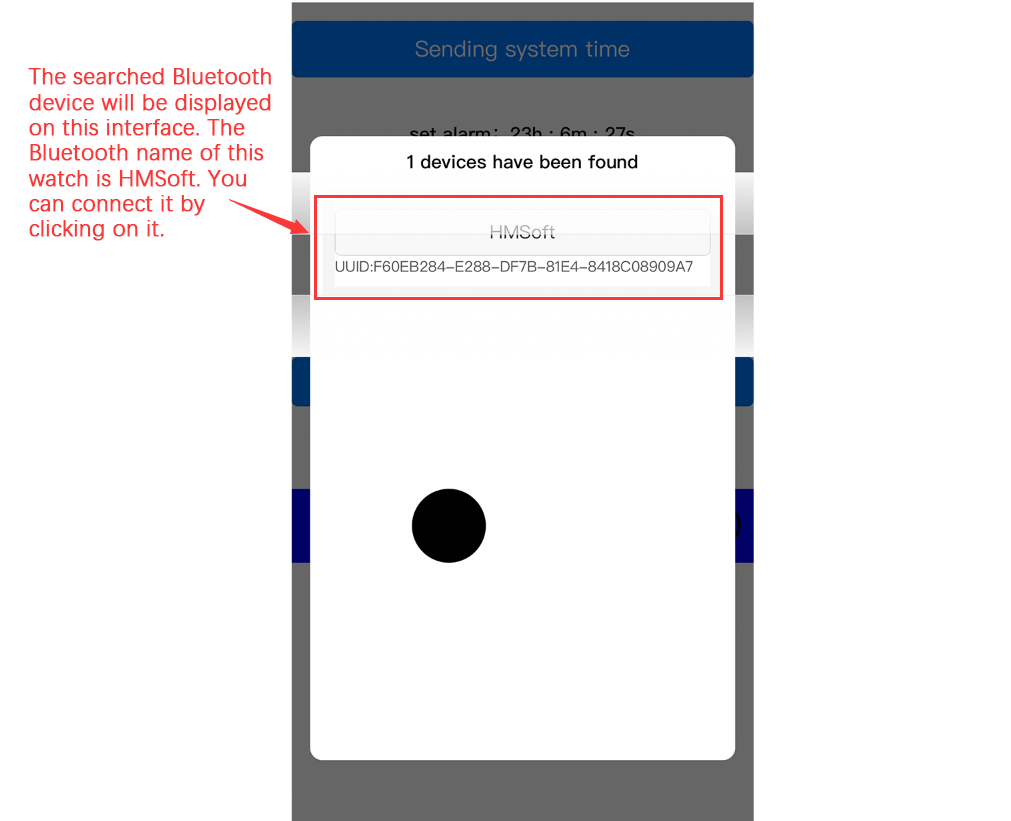 Sending system time
The searched Bluetooth
device will be displayed
on this interface. The
Bluetooth name of this
watch is HMSoft. You
can connect it by
clicking on it.
set alarm: 23h : 6m : 27s
1 devices have been found
HMSoft
UUID:F60EB284-E288-DF7B-81E4-8418C08909A7